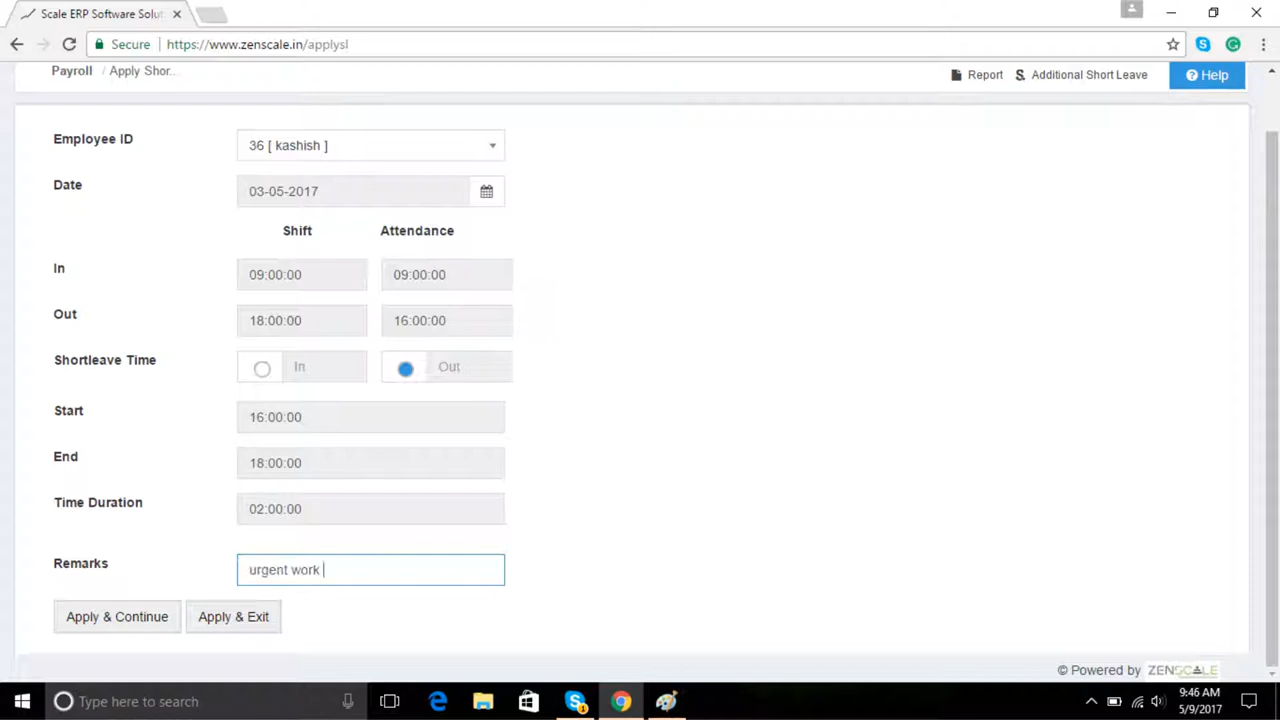 Scale ERP Software Solut
Secure https://www.zenscale.in/applysl
Payroll / Apply Shor...
Report Additional Short Leave Help
Employee ID 36 [ kashish ]
Date 03-05-2017
Shift Attendance
In 09:00:00 09:00:00
Out 18:00:00 16:00:00
Shortleave Time In Out
Start 16:00:00
End 18:00:00
Time Duration 02:00:00
Remarks urgent work
Apply & Continue Apply & Exit
© Powered by ZENSCALE
Type here to search
9:46 AM
5/9/2017